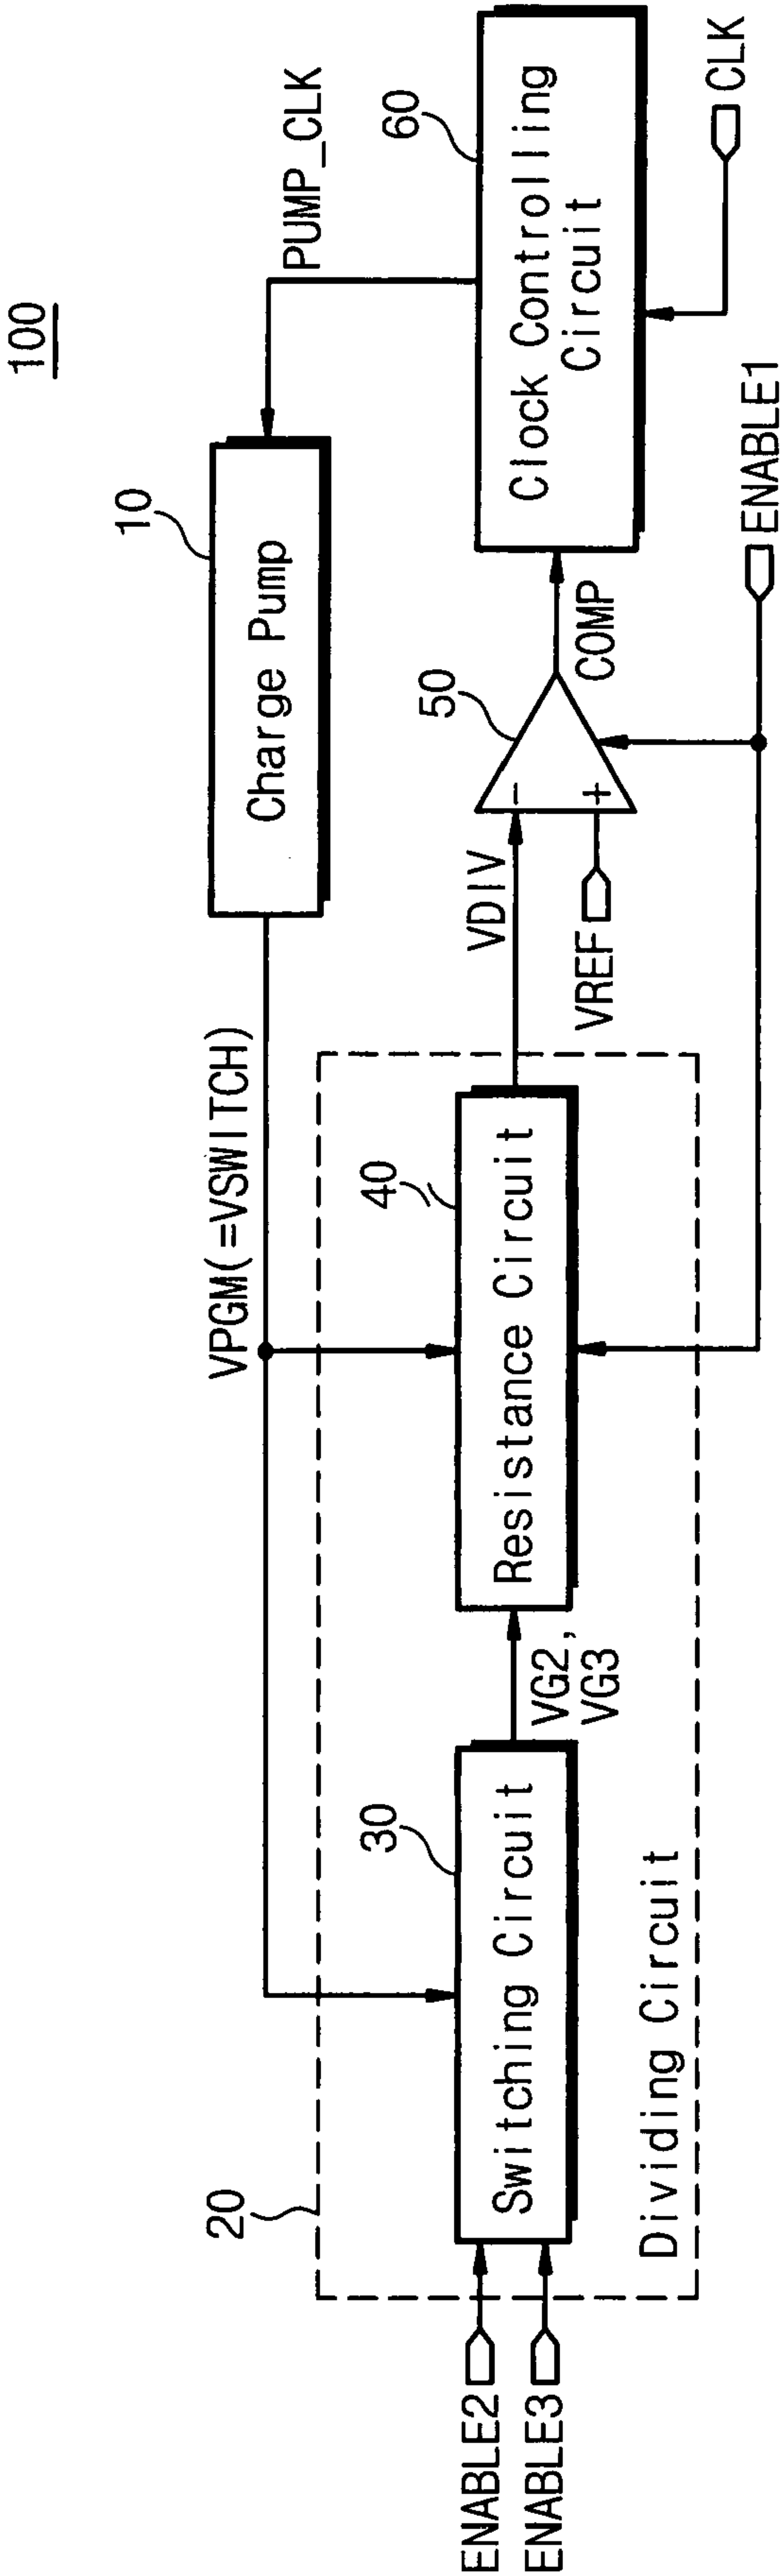 100
10
Charge Pump
PUMP_CLK
VPGM(=VSWITCH)
20
30
Switching Circuit
VG2,
VG3
40
Resistance Circuit
Dividing Circuit
VDIV
VREF
-
+
50
COMP
60
Clock Controlling
Circuit
CLK
ENABLE1
ENABLE2
ENABLE3